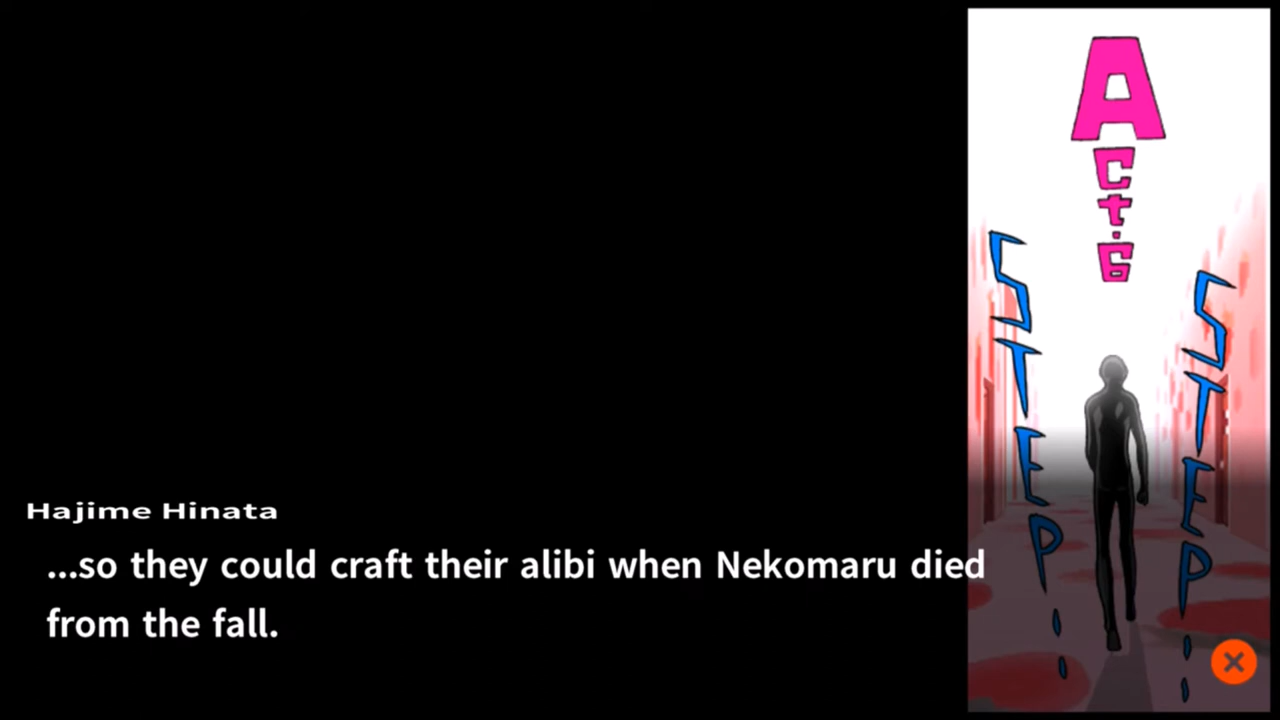 Act.6
STEP..
STEP..
Hajime Hinata
...so they could craft their alibi when Nekomaru died
from the fall.